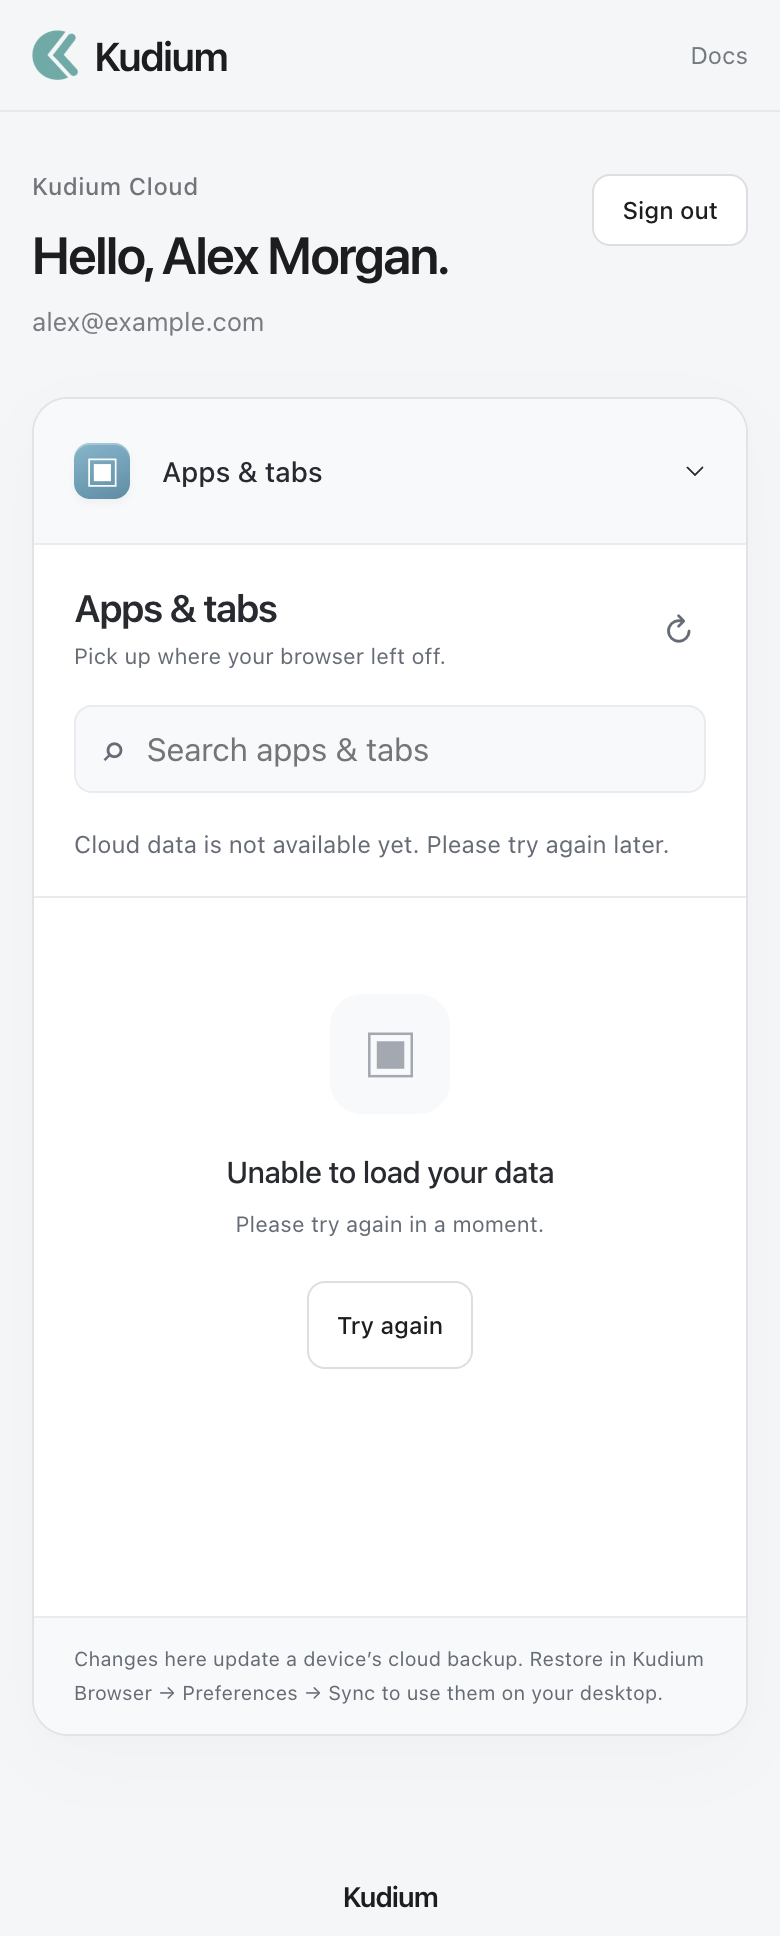 Kudium
Docs
Kudium Cloud
Sign out
Hello, Alex Morgan.
alex@example.com
Apps & tabs
Apps & tabs
Pick up where your browser left off.
Search apps & tabs
Cloud data is not available yet. Please try again later.
Unable to load your data
Please try again in a moment.
Try again
Changes here update a device’s cloud backup. Restore in Kudium
Browser → Preferences → Sync to use them on your desktop.
Kudium